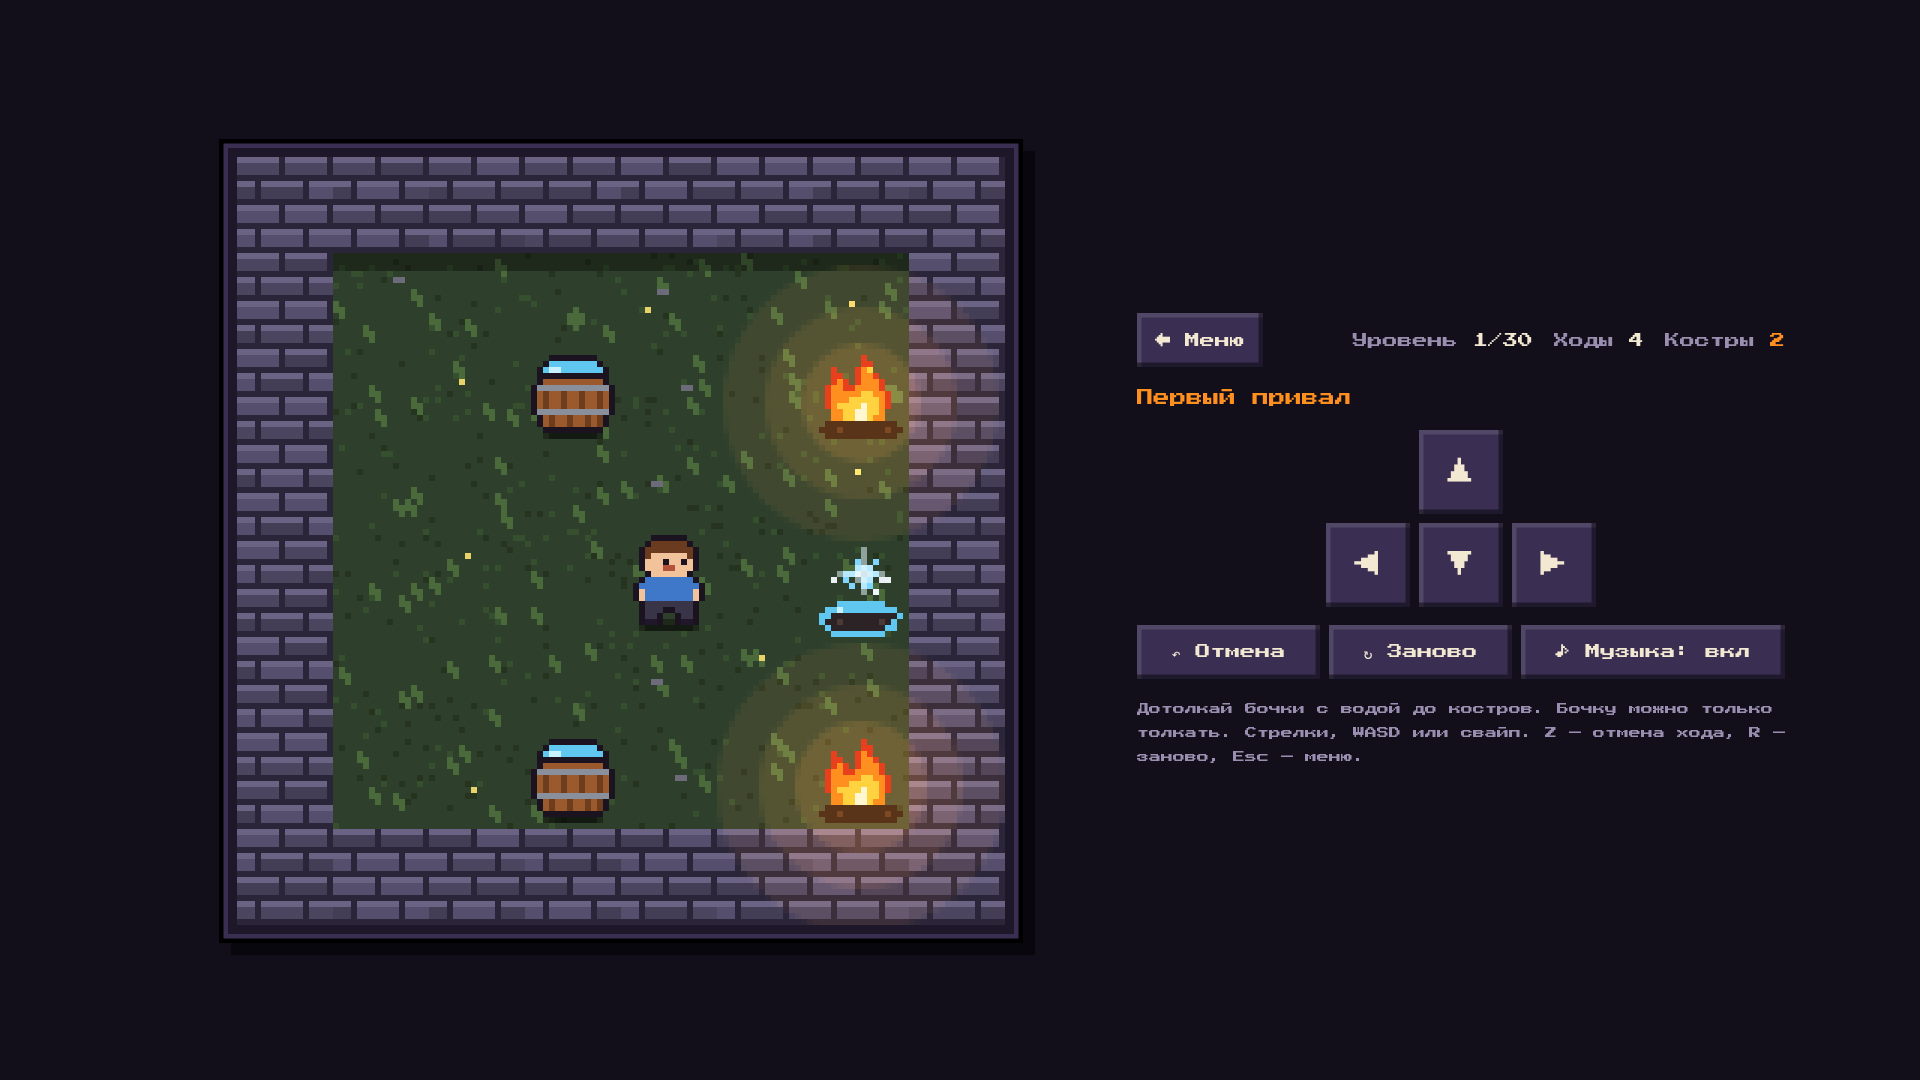 ← Меню
Уровень 1/30 Ходы 4 Костры 2
Первый привал
▲
◀ ▼ ▶
↶ Отмена ↻ Заново ♪ Музыка: вкл
Дотолкай бочки с водой до костров. Бочку можно только
толкать. Стрелки, WASD или свайп. Z — отмена хода, R —
заново, Esc — меню.